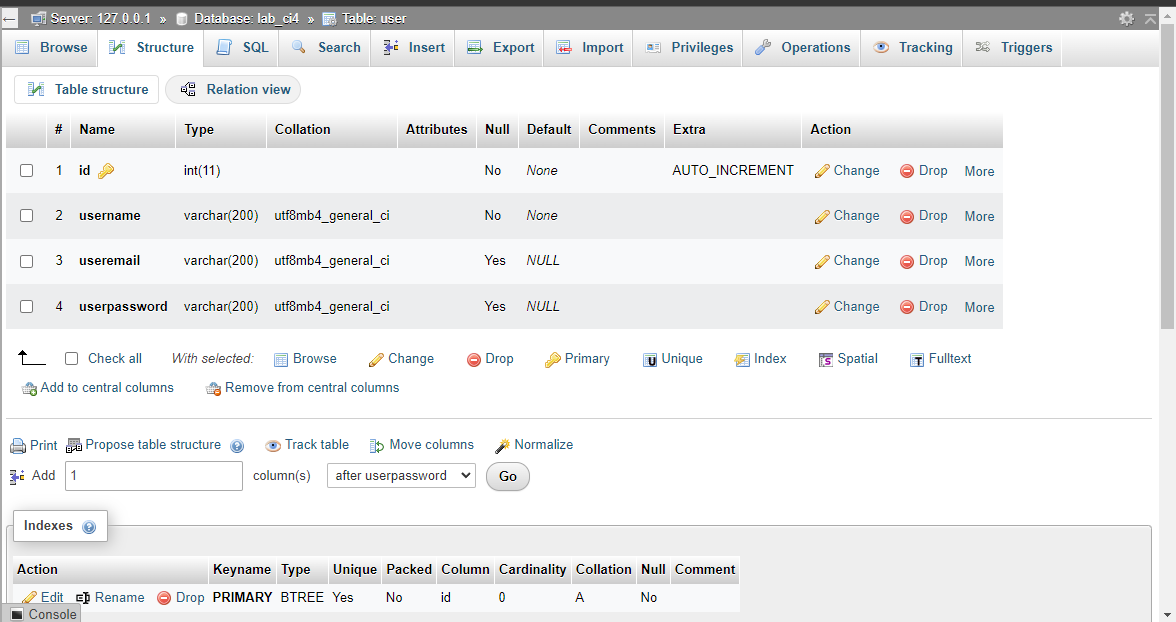 Server: 127.0.0.1 » Database: lab_ci4 » Table: user
Browse Structure SQL Search Insert Export Import Privileges Operations Tracking Triggers
Table structure Relation view
# Name Type Collation Attributes Null Default Comments Extra Action
1 id int(11) No None AUTO_INCREMENT Change Drop More
2 username varchar(200) utf8mb4_general_ci No None Change Drop More
3 useremail varchar(200) utf8mb4_general_ci Yes NULL Change Drop More
4 userpassword varchar(200) utf8mb4_general_ci Yes NULL Change Drop More
Check all With selected: Browse Change Drop Primary Unique Index Spatial Fulltext
Add to central columns Remove from central columns
Print Propose table structure Track table Move columns Normalize
Add 1 column(s) after userpassword Go
Indexes
Action Keyname Type Unique Packed Column Cardinality Collation Null Comment
Edit Rename Drop PRIMARY BTREE Yes No id 0 A No
Console